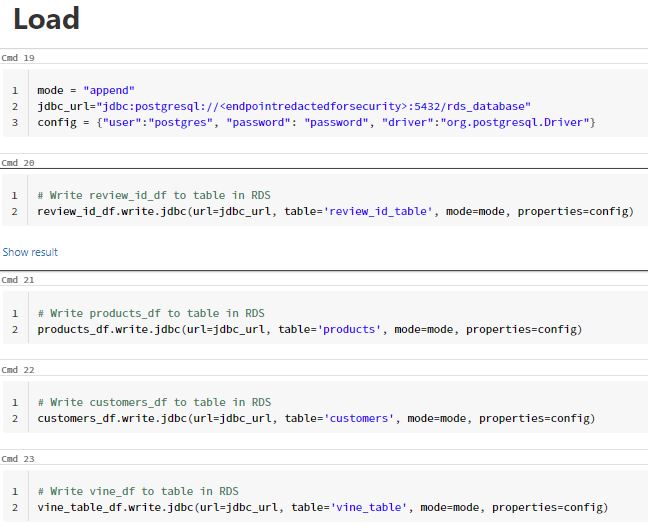 Load
Cmd 19
1 mode = "append"
2 jdbc_url="jdbc:postgresql://<endpointredactedforsecurity>:5432/rds_database"
3 config = {"user":"postgres", "password": "password", "driver":"org.postgresql.Driver"}
Cmd 20
1 # Write review_id_df to table in RDS
2 review_id_df.write.jdbc(url=jdbc_url, table='review_id_table', mode=mode, properties=config)
Show result
Cmd 21
1 # Write products_df to table in RDS
2 products_df.write.jdbc(url=jdbc_url, table='products', mode=mode, properties=config)
Cmd 22
1 # Write customers_df to table in RDS
2 customers_df.write.jdbc(url=jdbc_url, table='customers', mode=mode, properties=config)
Cmd 23
1 # Write vine_df to table in RDS
2 vine_table_df.write.jdbc(url=jdbc_url, table='vine_table', mode=mode, properties=config)